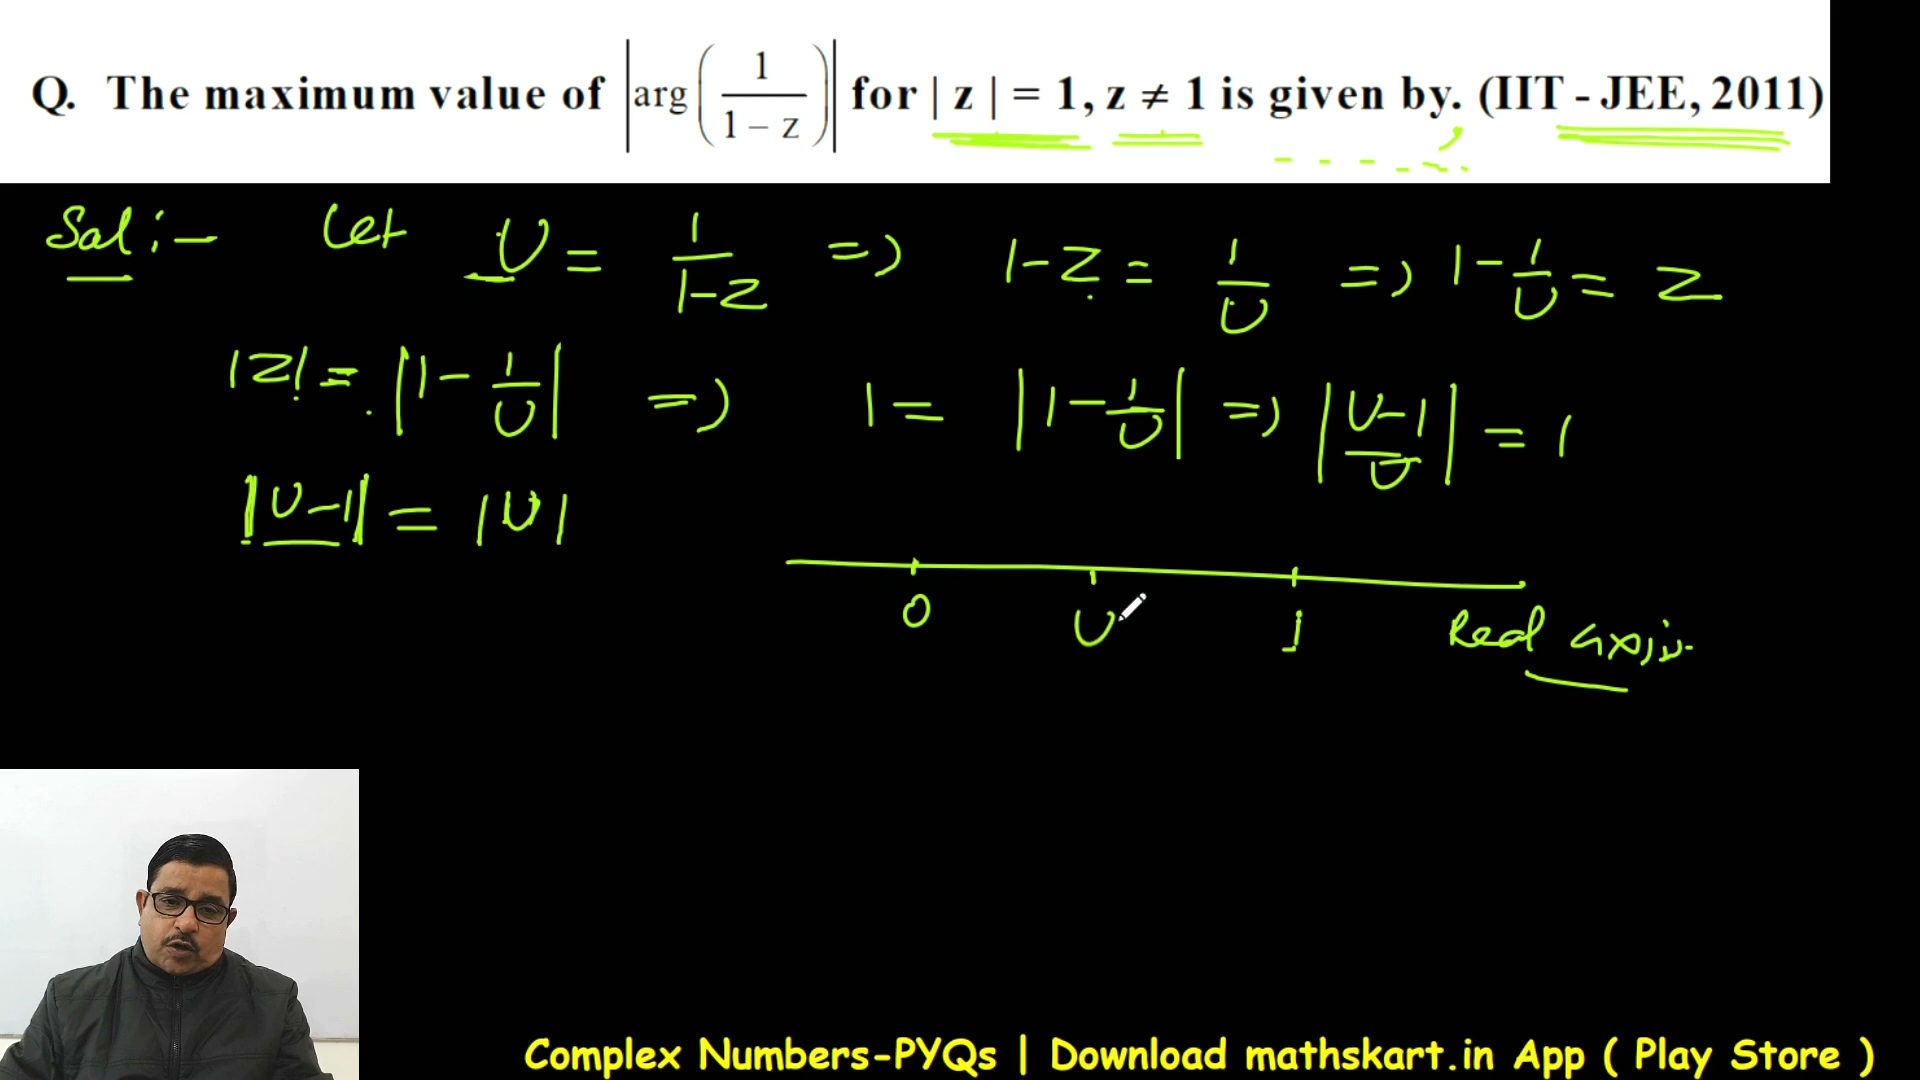 Q. The maximum value of |arg(1/(1 – z))| for | z | = 1, z ≠ 1 is given by. (IIT - JEE, 2011)
Sol:- Let U = 1/(1-Z) => 1-Z = 1/U => 1-1/U = Z
|Z| = |1-1/U| => 1 = |1-1/U| => |(U-1)/U| = 1
|U-1| = |U|
0 U 1 Real axis
Complex Numbers-PYQs | Download mathskart.in App ( Play Store )